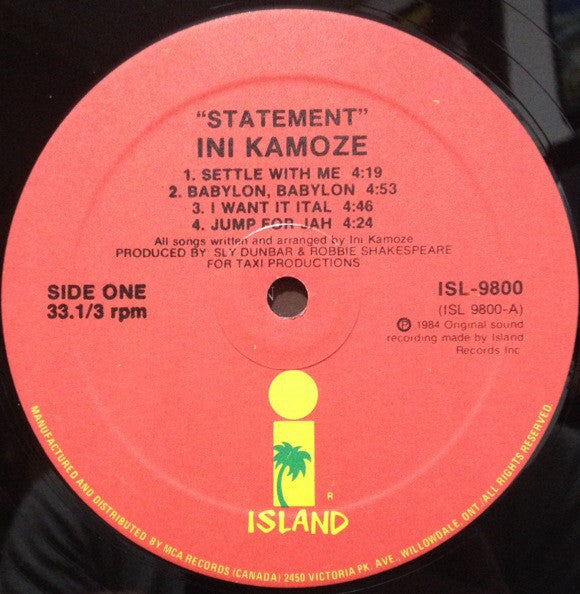 "STATEMENT"
INI KAMOZE
1. SETTLE WITH ME 4:19
2. BABYLON, BABYLON 4:53
3. I WANT IT ITAL 4:46
4. JUMP FOR JAH 4:24
All songs written and arranged by Ini Kamoze
PRODUCED BY SLY DUNBAR & ROBBIE SHAKESPEARE
FOR TAXI PRODUCTIONS
SIDE ONE
33.1/3 rpm
ISL-9800
(ISL 9800-A)
Ⓟ 1984 Original sound
recording made by Island
Records Inc
i
R
ISLAND
MANUFACTURED AND DISTRIBUTED BY MCA RECORDS (CANADA) 2450 VICTORIA PK. AVE., WILLOWDALE, ONT. ALL RIGHTS RESERVED.